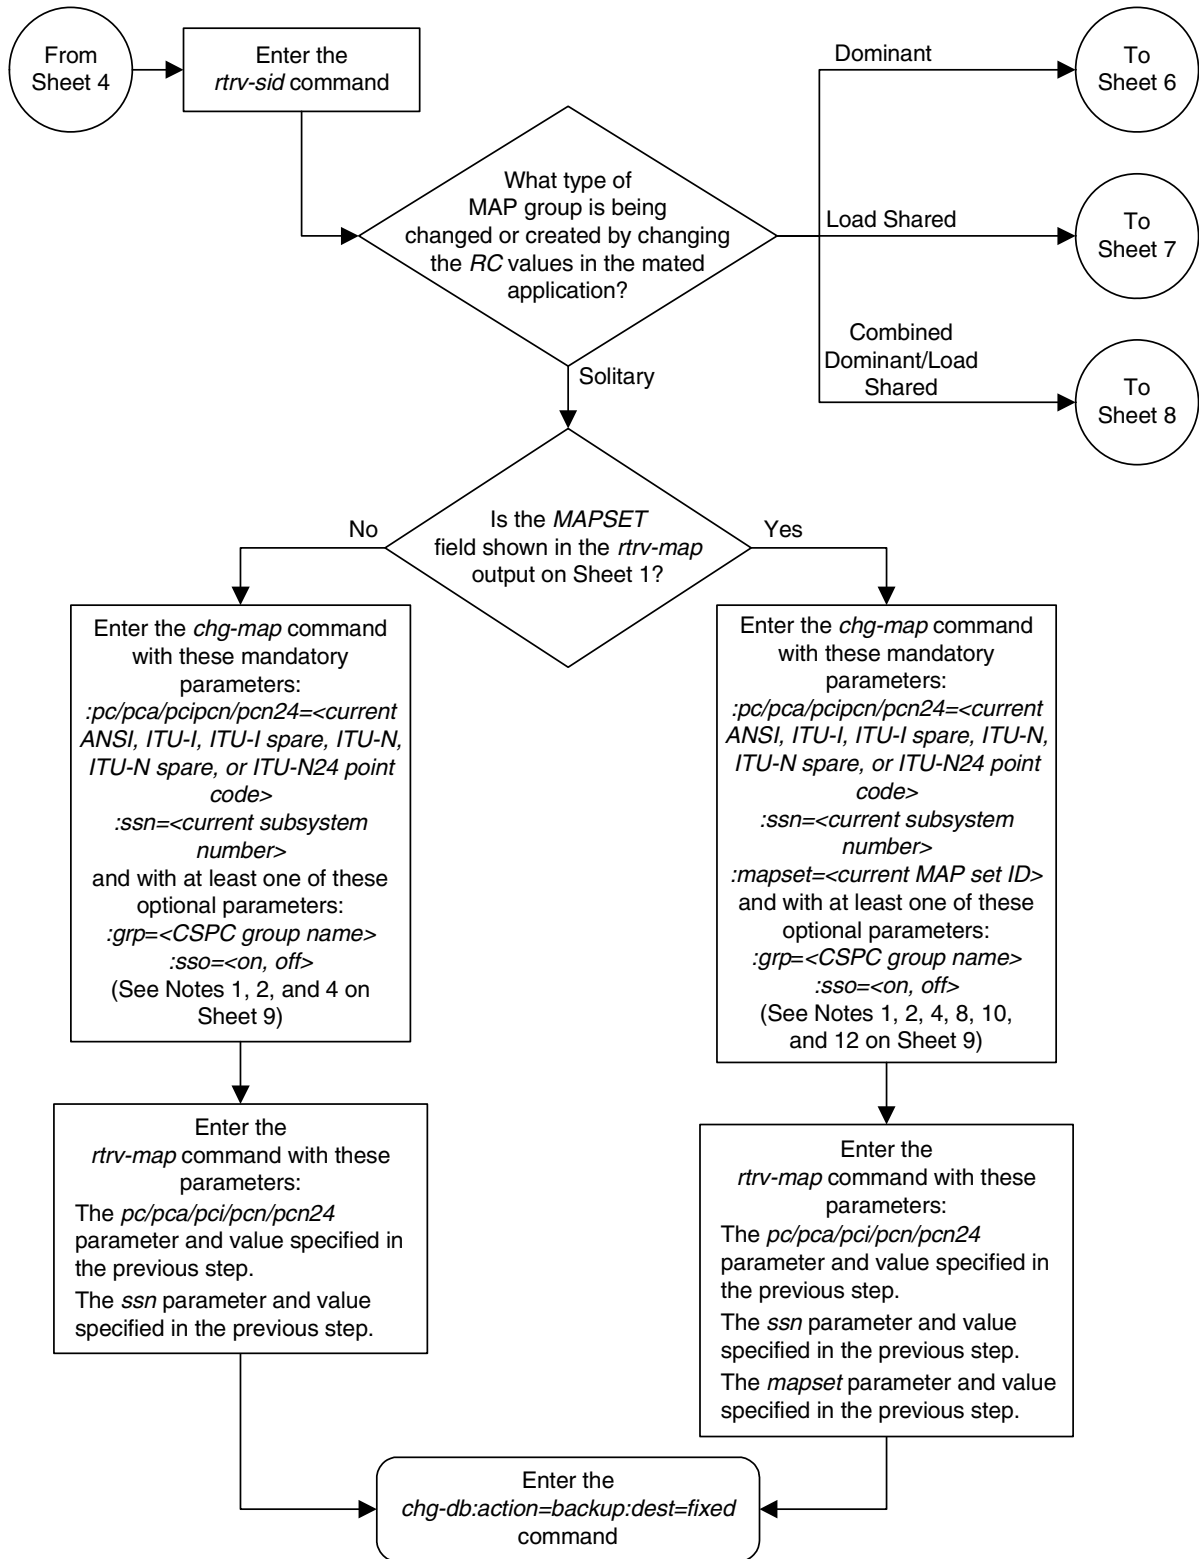 From
Sheet 4
Enter the
rtrv-sid command
Dominant
To
Sheet 6
What type of
MAP group is being
changed or created by changing
the RC values in the mated
application?
Load Shared
To
Sheet 7
Combined
Dominant/Load
Shared
To
Sheet 8
Solitary
Is the MAPSET
field shown in the rtrv-map
output on Sheet 1?
No
Yes
Enter the chg-map command
with these mandatory
parameters:
:pc/pca/pcipcn/pcn24=<current
ANSI, ITU-I, ITU-I spare, ITU-N,
ITU-N spare, or ITU-N24 point
code>
:ssn=<current subsystem
number>
and with at least one of these
optional parameters:
:grp=<CSPC group name>
:sso=<on, off>
(See Notes 1, 2, and 4 on
Sheet 9)
Enter the chg-map command
with these mandatory
parameters:
:pc/pca/pcipcn/pcn24=<current
ANSI, ITU-I, ITU-I spare, ITU-N,
ITU-N spare, or ITU-N24 point
code>
:ssn=<current subsystem
number>
:mapset=<current MAP set ID>
and with at least one of these
optional parameters:
:grp=<CSPC group name>
:sso=<on, off>
(See Notes 1, 2, 4, 8, 10,
and 12 on Sheet 9)
Enter the
rtrv-map command with these
parameters:
The pc/pca/pci/pcn/pcn24
parameter and value specified in
the previous step.
The ssn parameter and value
specified in the previous step.
Enter the
rtrv-map command with these
parameters:
The pc/pca/pci/pcn/pcn24
parameter and value specified in
the previous step.
The ssn parameter and value
specified in the previous step.
The mapset parameter and value
specified in the previous step.
Enter the
chg-db:action=backup:dest=fixed
command